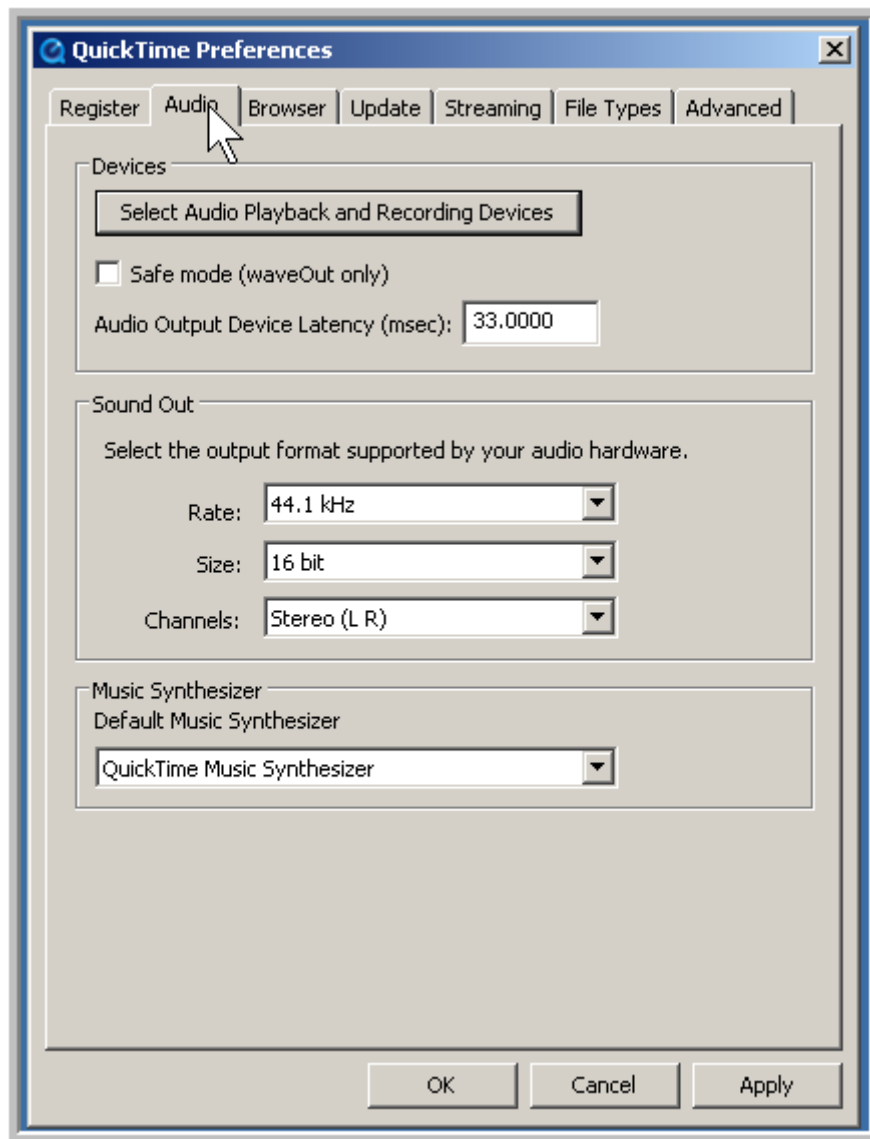 QuickTime Preferences
Register Audio Browser Update Streaming File Types Advanced
Devices
Select Audio Playback and Recording Devices
Safe mode (waveOut only)
Audio Output Device Latency (msec): 33.0000
Sound Out
Select the output format supported by your audio hardware.
Rate: 44.1 kHz
Size: 16 bit
Channels: Stereo (L R)
Music Synthesizer
Default Music Synthesizer
QuickTime Music Synthesizer
OK Cancel Apply